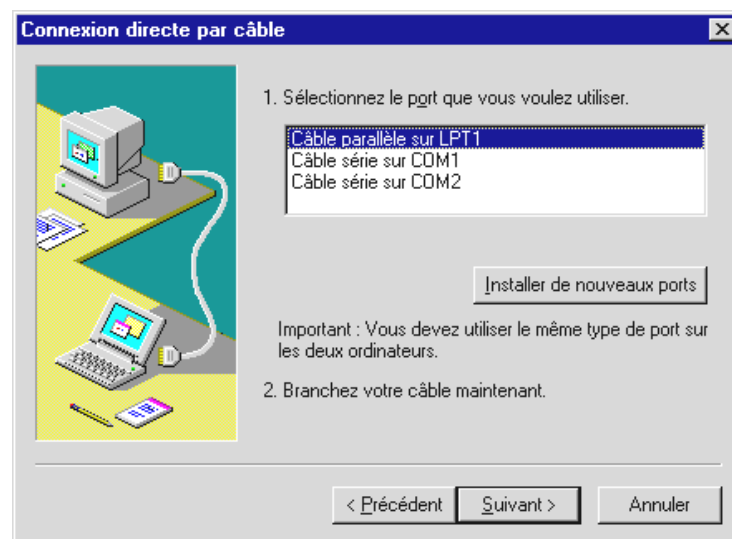 Connexion directe par câble
1. Sélectionnez le port que vous voulez utiliser.
Câble parallèle sur LPT1
Câble série sur COM1
Câble série sur COM2
Installer de nouveaux ports
Important : Vous devez utiliser le même type de port sur
les deux ordinateurs.
2. Branchez votre câble maintenant.
< Précédent
Suivant >
Annuler